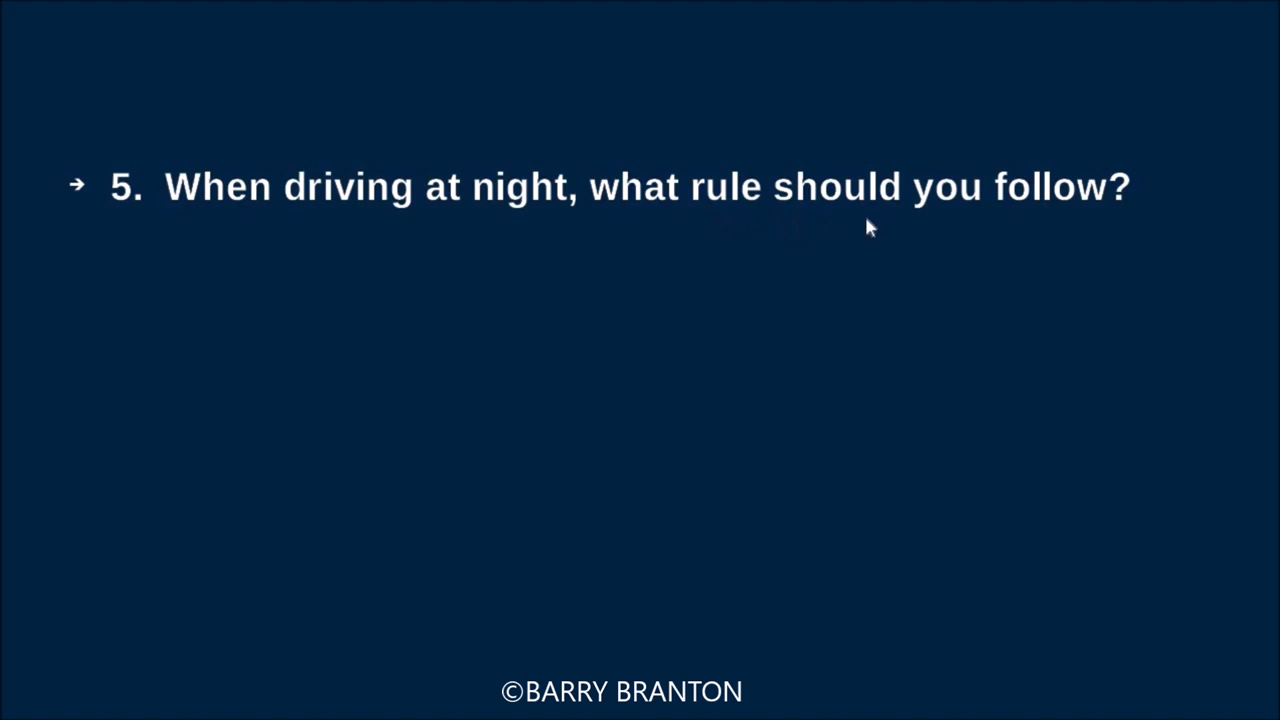 → 5. When driving at night, what rule should you follow?
©BARRY BRANTON